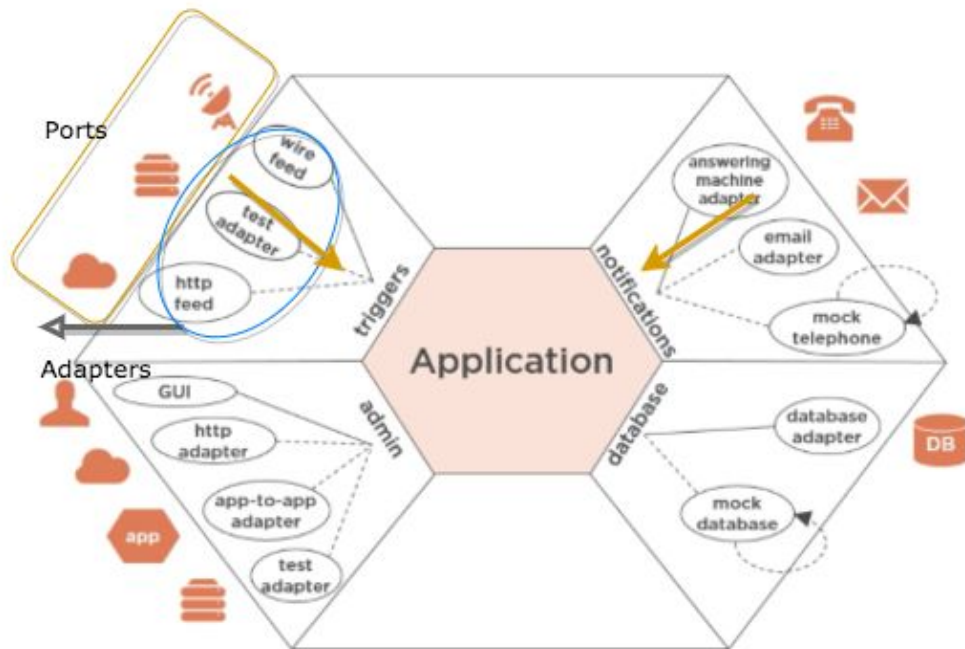 Ports
wire
feed
test
adapter
http
feed
triggers
answering
machine
adapter
email
adapter
mock
telephone
notifications
Application
Adapters
GUI
http
adapter
app-to-app
adapter
test
adapter
admin
app
database
database
adapter
mock
database
DB